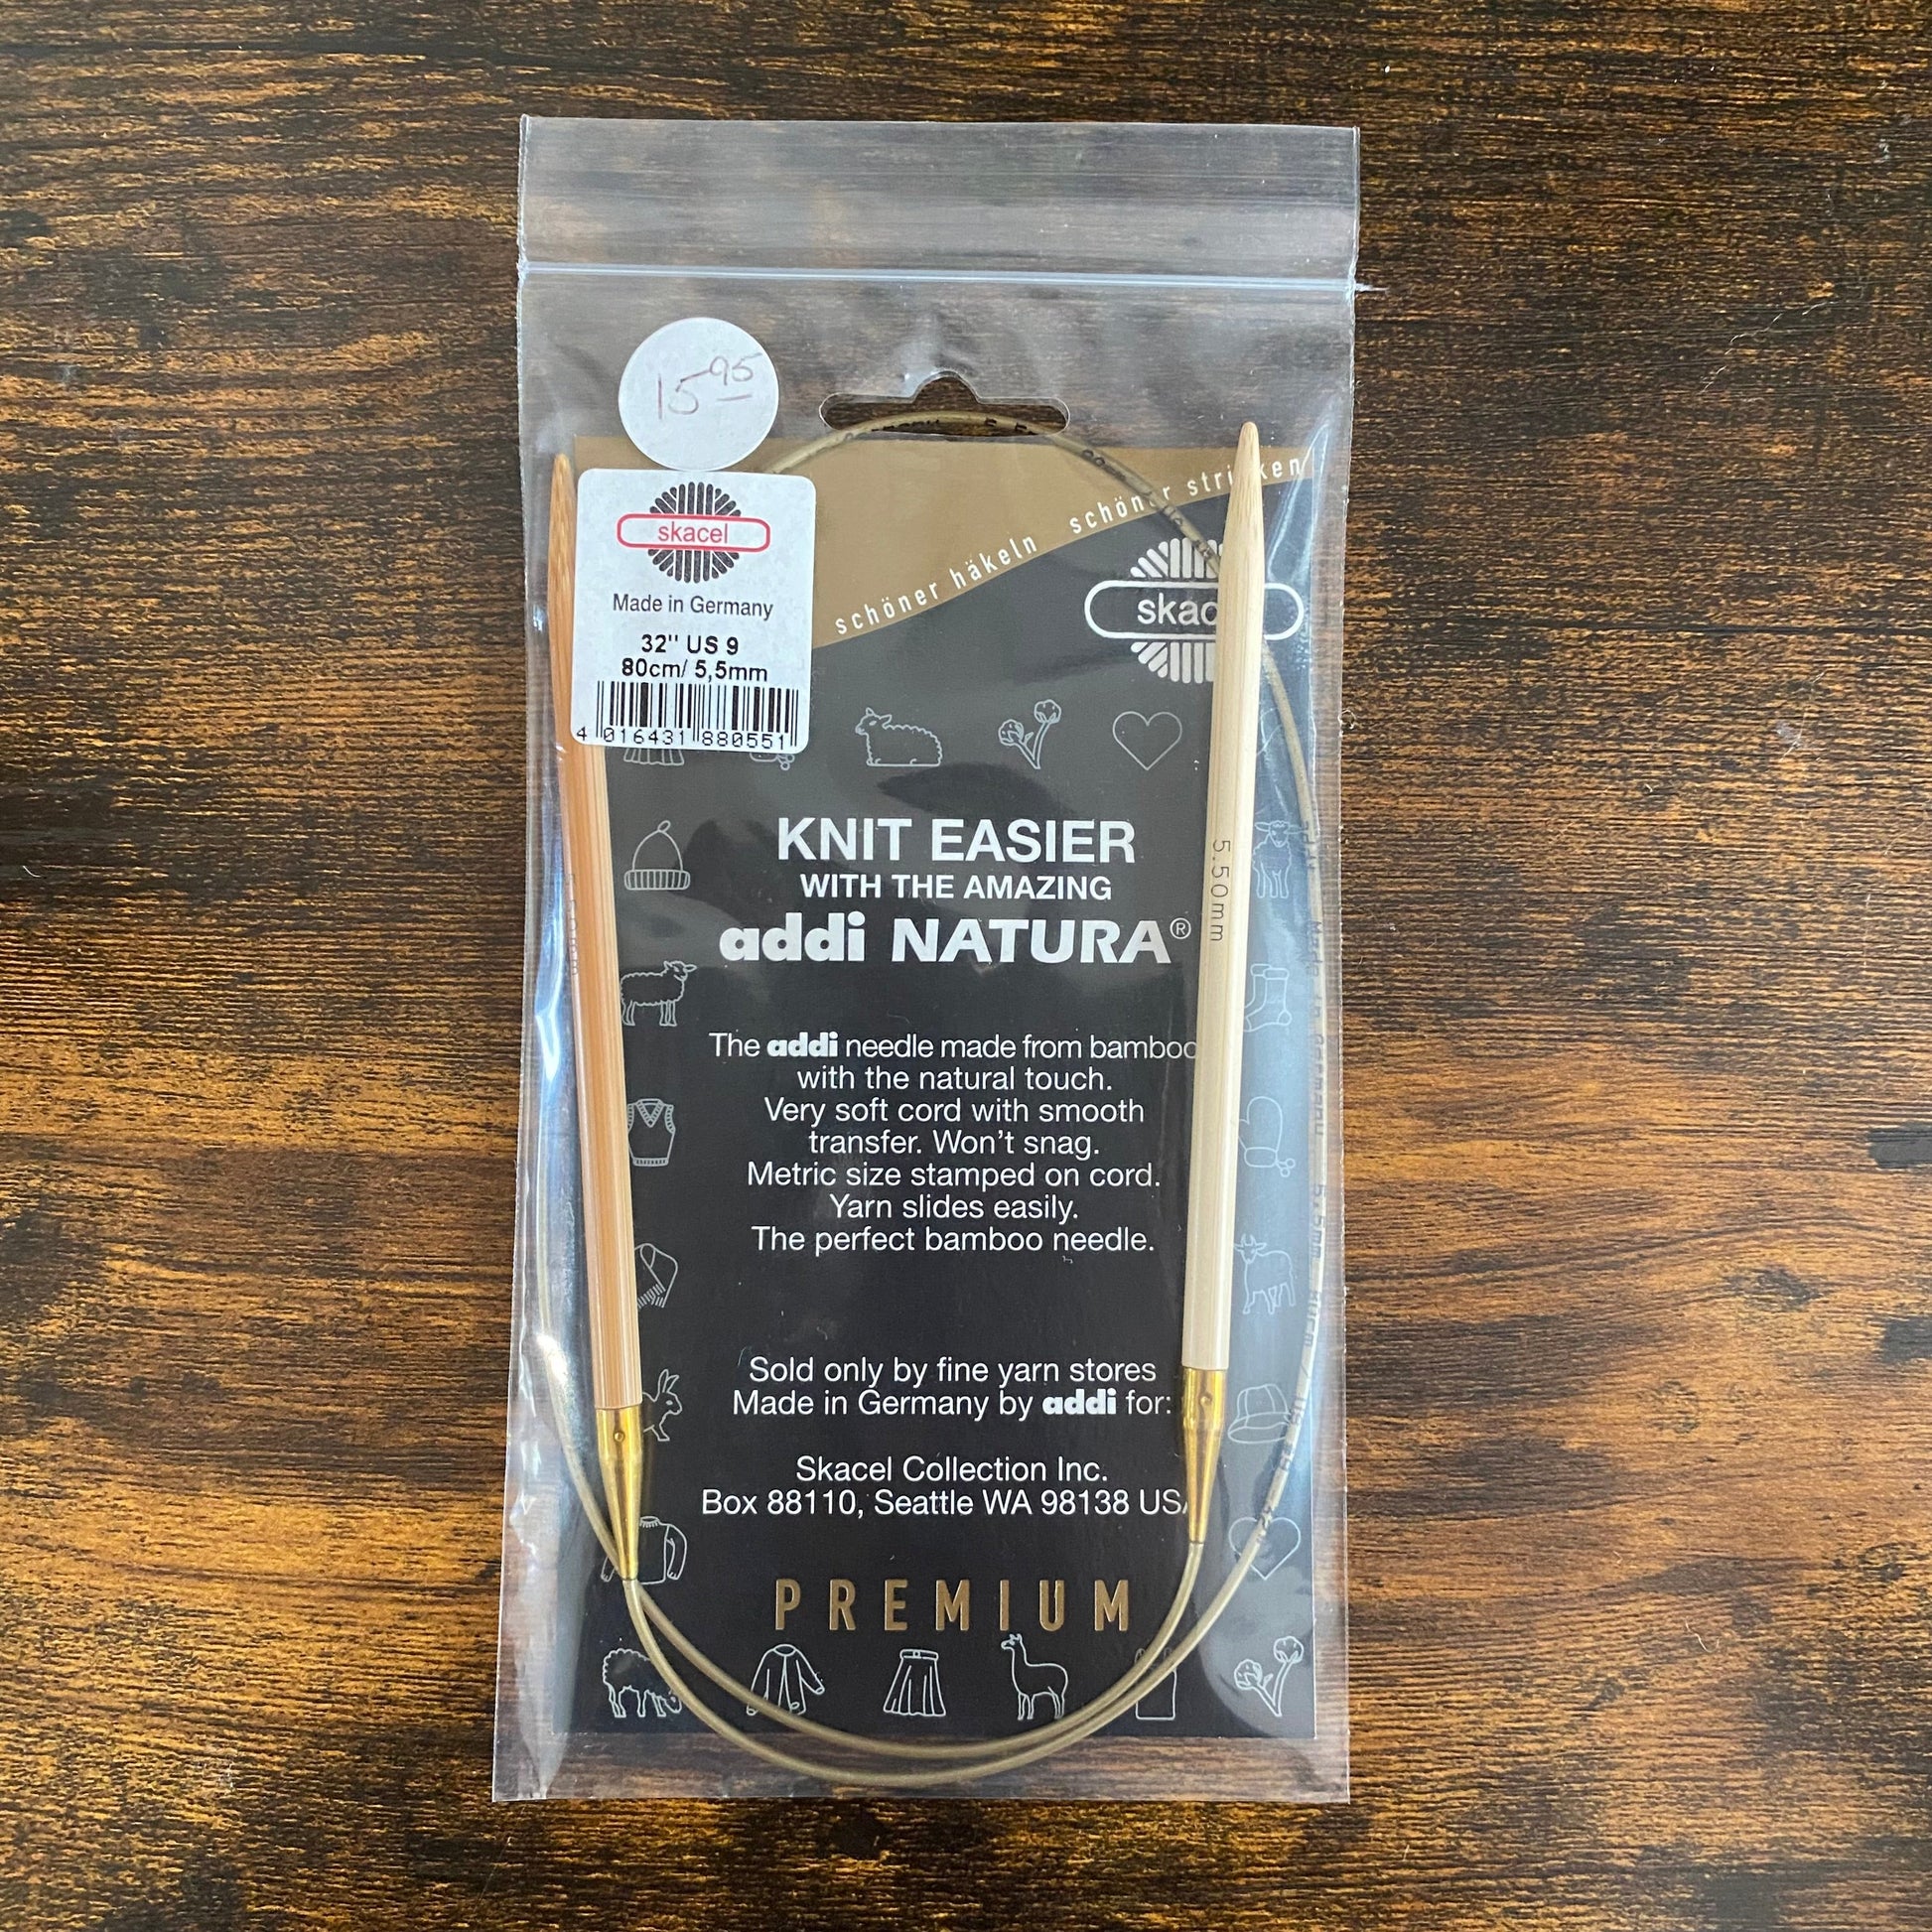 15 95
skacel
Made in Germany
32" US 9
80cm/ 5,5mm
4 016431 880551
schöner häkeln schöner stricken
skacel
KNIT EASIER
WITH THE AMAZING
addi NATURA®
5.50mm
The addi needle made from bamboo
with the natural touch.
Very soft cord with smooth
transfer. Won't snag.
Metric size stamped on cord.
Yarn slides easily.
The perfect bamboo needle.
Sold only by fine yarn stores
Made in Germany by addi for:
Skacel Collection Inc.
Box 88110, Seattle WA 98138 USA
PREMIUM